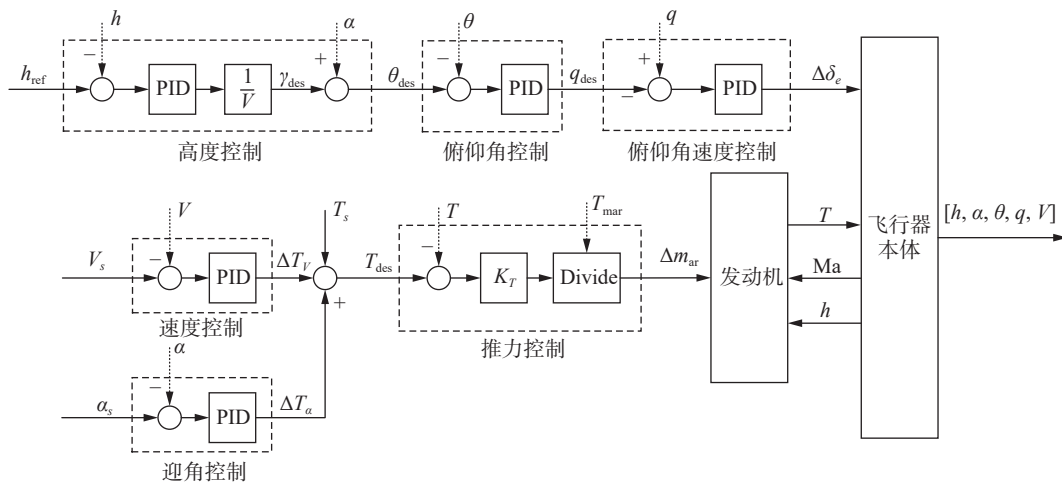 h
α
θ
q
−
+
−
+
h_ref
PID
1/V
γ_des
θ_des
PID
q_des
−
PID
Δδ_e
高度控制
俯仰角控制
俯仰角速度控制
V
T_s
T
T_mar
T
[h, α, θ, q, V]
飞行器
本体
V_s
−
PID
ΔT_V
T_des
−
K_T
Divide
Δm_ar
发动机
Ma
+
h
速度控制
推力控制
α
−
α_s
PID
ΔT_α
迎角控制